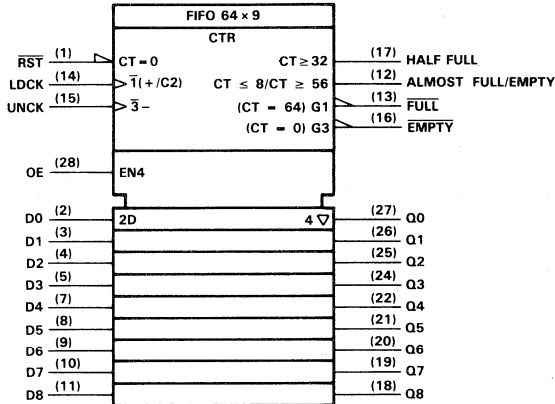 FIFO 64 × 9
CTR
RST (1) CT = 0 CT ≥ 32 (17) HALF FULL
LDCK (14) 1(+/C2) CT ≤ 8/CT ≥ 56 (12) ALMOST FULL/EMPTY
UNCK (15) 3− (CT = 64) G1 (13) FULL
(CT = 0) G3 (16) EMPTY
OE (28) EN4
D0 (2) 2D 4 ▽ (27) Q0
D1 (3) (26) Q1
D2 (4) (25) Q2
D3 (5) (24) Q3
D4 (7) (22) Q4
D5 (8) (21) Q5
D6 (9) (20) Q6
D7 (10) (19) Q7
D8 (11) (18) Q8